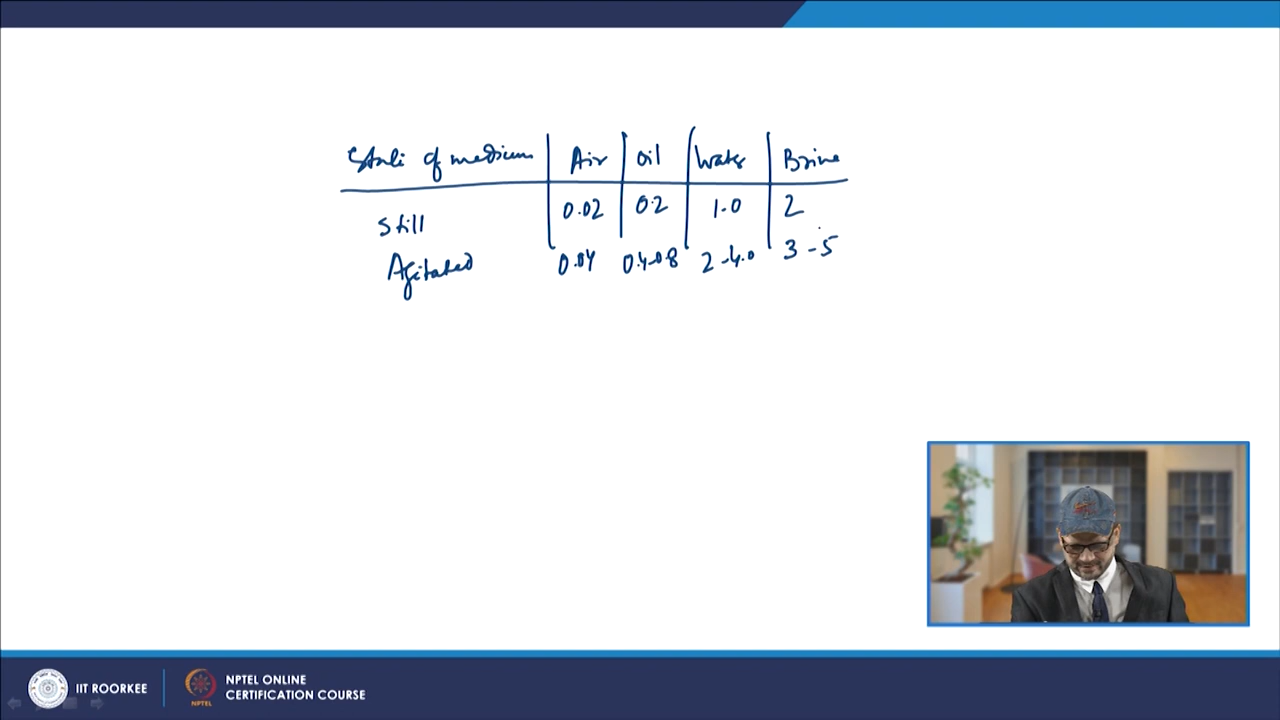 State of medium Air Oil Water Brine
Still 0.02 0.2 1.0 2
Agitated 0.04 0.4-0.8 2-4.0 3-5
IIT ROORKEE
NPTEL ONLINE
CERTIFICATION COURSE
NPTEL